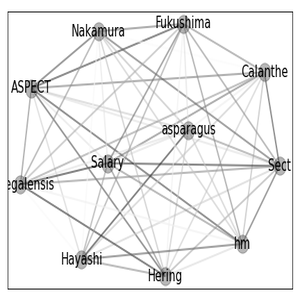 Fukushima
Nakamura
Calanthe
ASPECT
asparagus
Salary
Sect
egalensis
hm
Hayashi
Hering